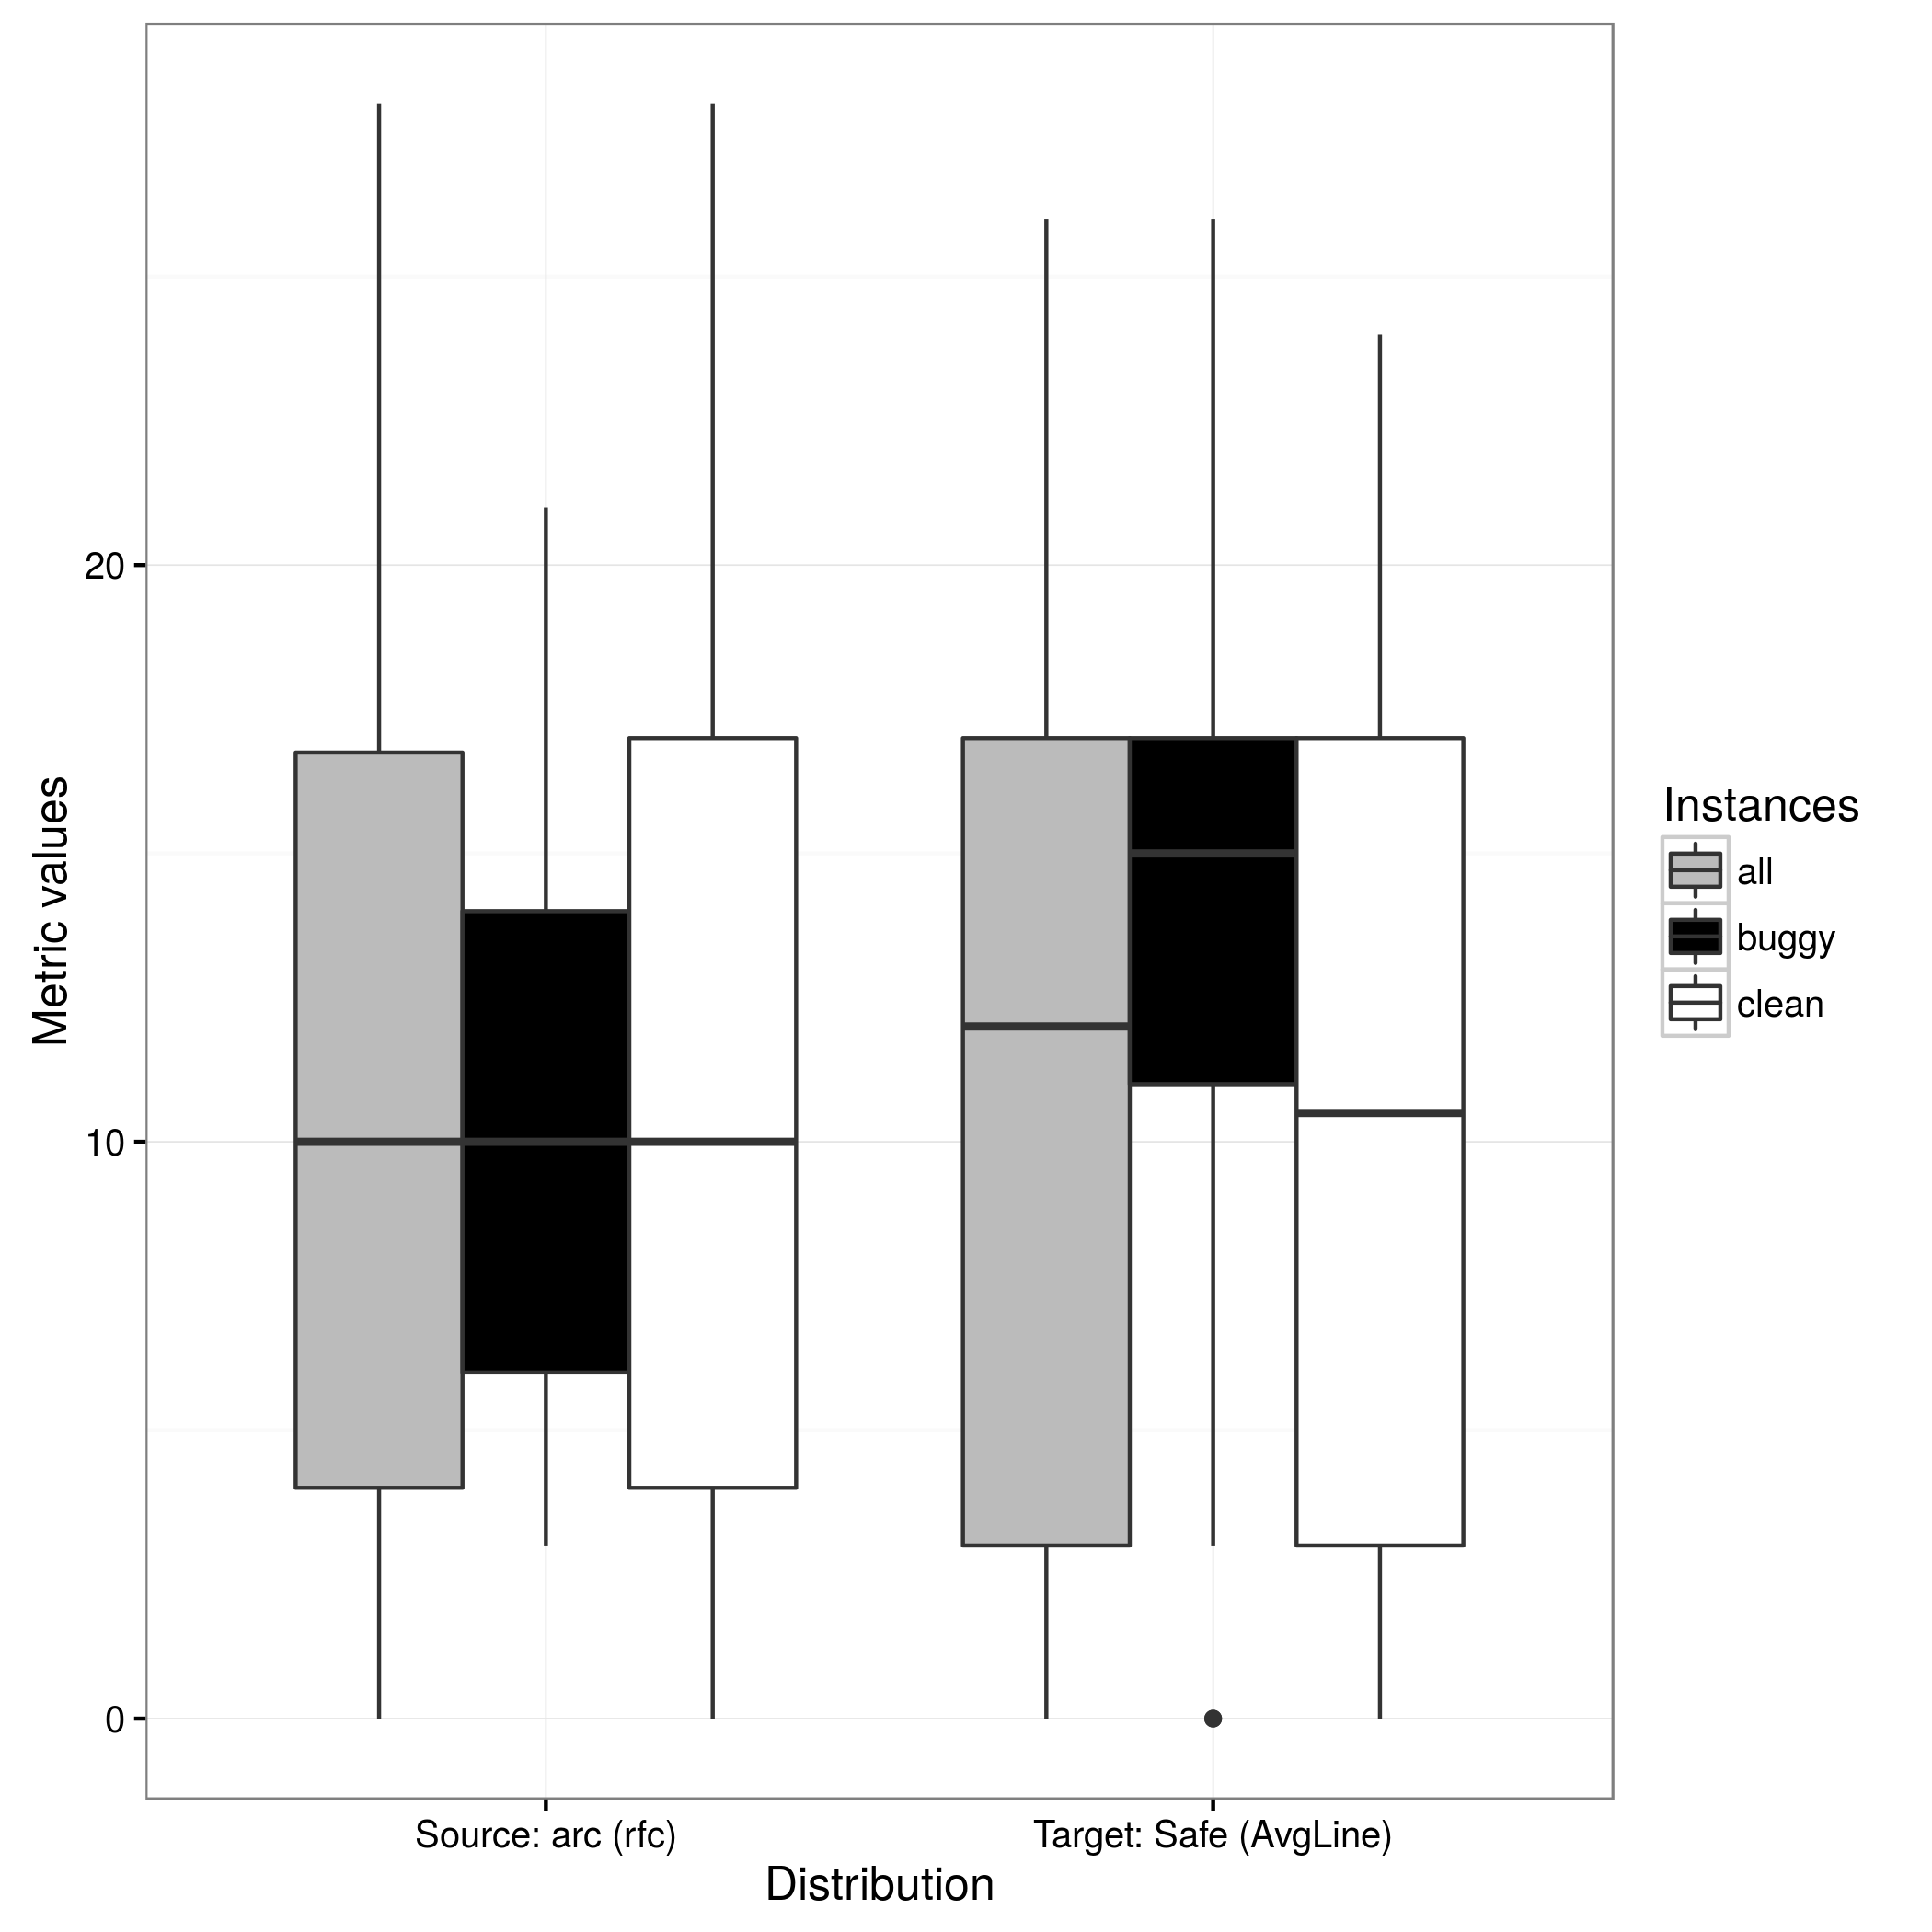 Metric values
20
10
0
Source: arc (rfc)
Target: Safe (AvgLine)
Distribution
Instances
all
buggy
clean